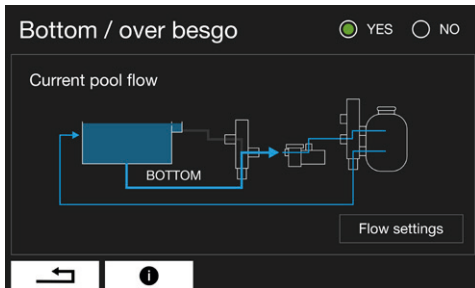 Bottom / over besgo
YES
NO
Current pool flow
BOTTOM
Flow settings